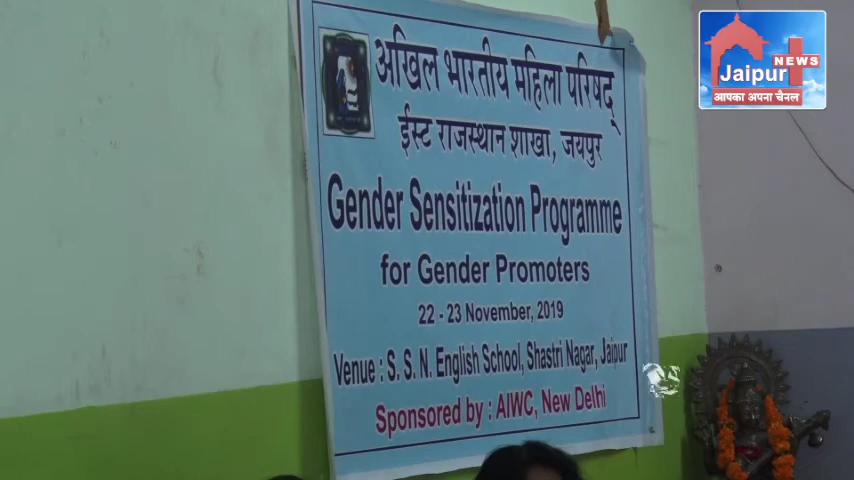 अखिल भारतीय महिला परिषद्
ईस्ट राजस्थान शाखा, जयपुर
Gender Sensitization Programme
for Gender Promoters
22 - 23 November, 2019
Venue : S. S. N. English School, Shastri Nagar, Jaipur
Sponsored by : AIWC, New Delhi
NEWS
Jaipur
आपका अपना चैनल